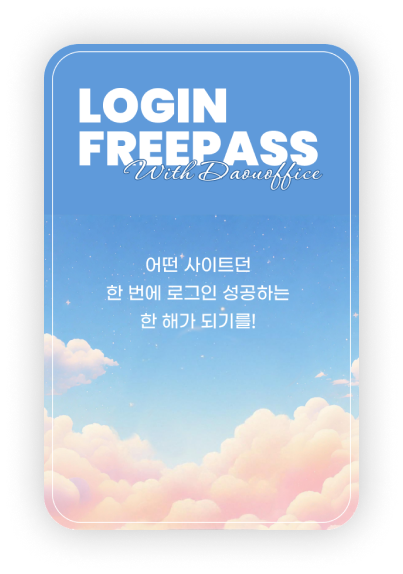 LOGIN
FREEPASS
With Daouoffice
어떤 사이트던
한 번에 로그인 성공하는
한 해가 되기를!